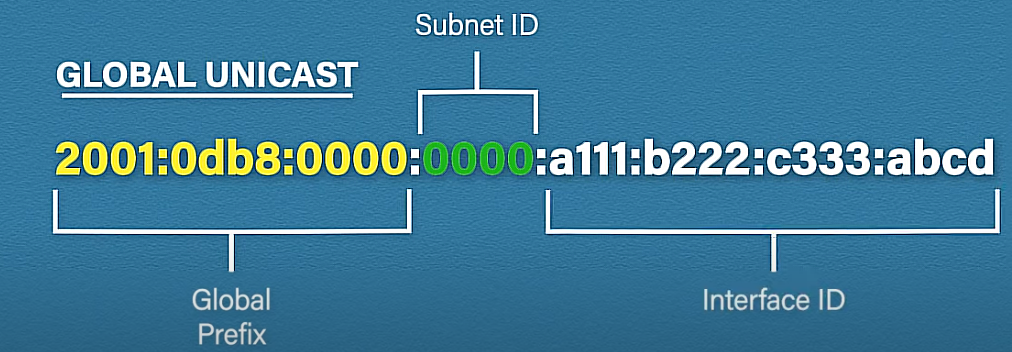 Subnet ID
GLOBAL UNICAST
2001:0db8:0000:0000:a111:b222:c333:abcd
Global
Prefix
Interface ID